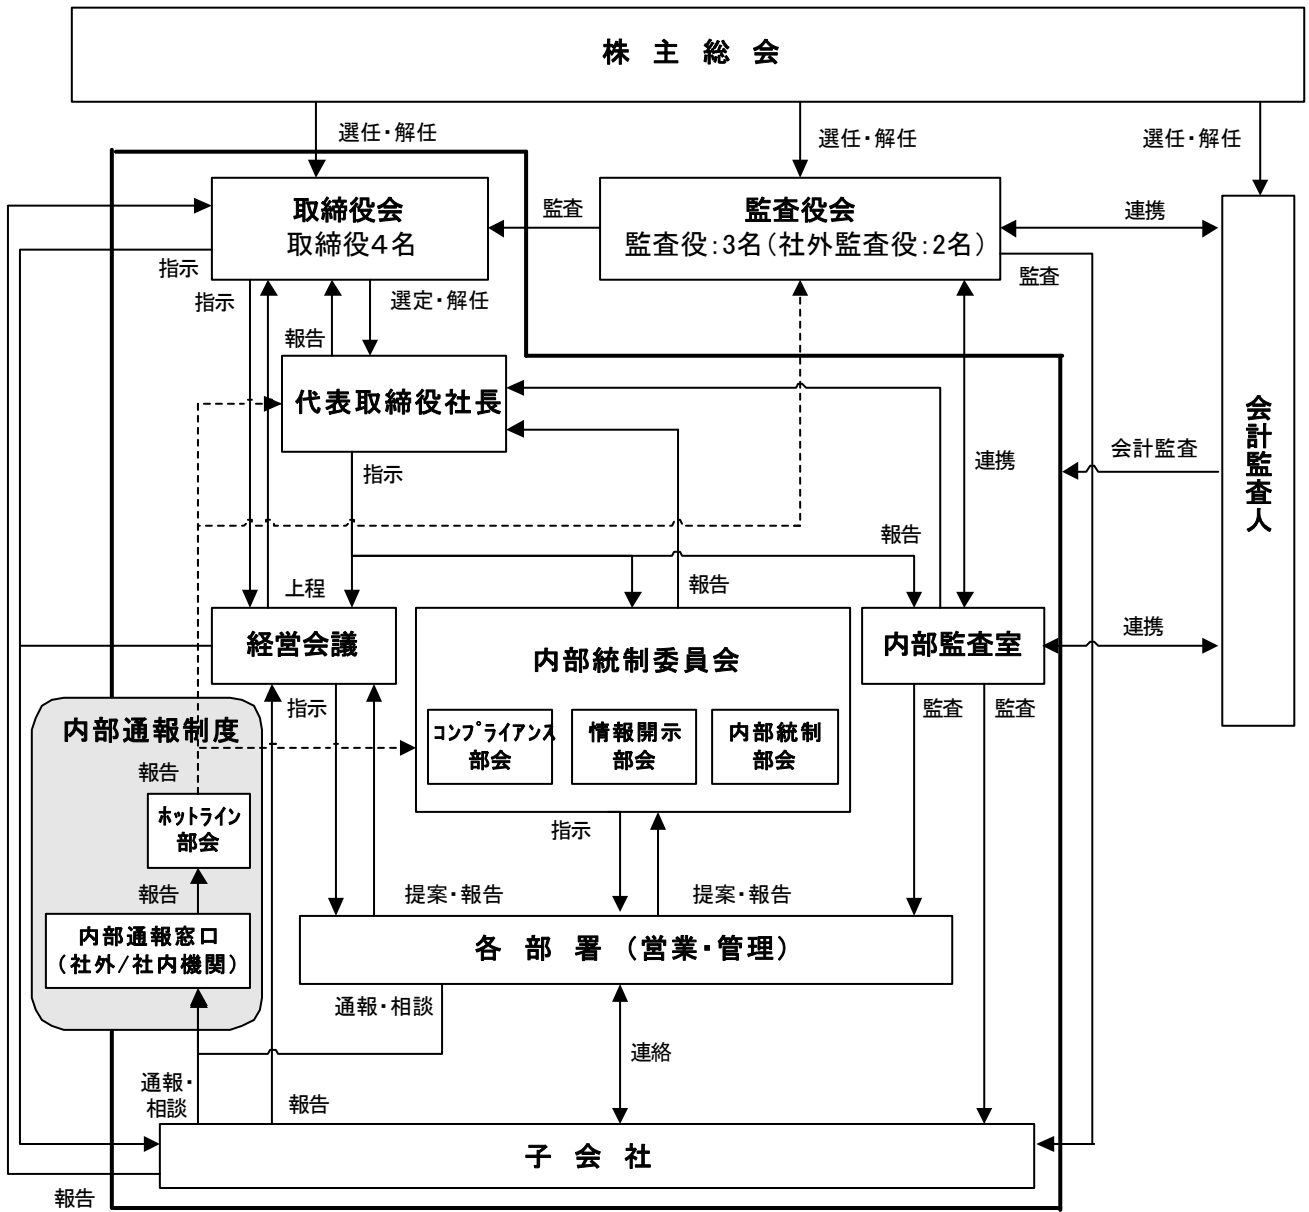 株 主 総 会
選任・解任
選任・解任
選任・解任
取締役会
取締役４名
監査
監査役会
監査役：３名（社外監査役：２名）
連携
指示
指示
選定・解任
監査
報告
代表取締役社長
会計監査人
指示
連携
会計監査
報告
上程
報告
経営会議
内部統制委員会
内部監査室
連携
指示
監査
監査
内部通報制度
コンプライアンス
部会
情報開示
部会
内部統制
部会
報告
ホットライン
部会
指示
報告
提案・報告
提案・報告
内部通報窓口
（社外/社内機関）
各 部 署 （営業・管理）
通報・相談
連絡
通報・
相談
報告
子 会 社
報告